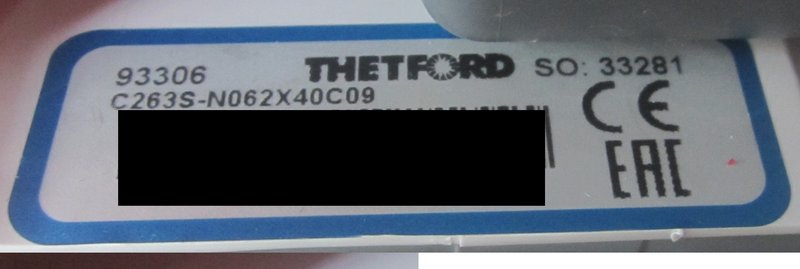 93306 THETFORD SO: 33281
C263S-N062X40C09
CE
EAC